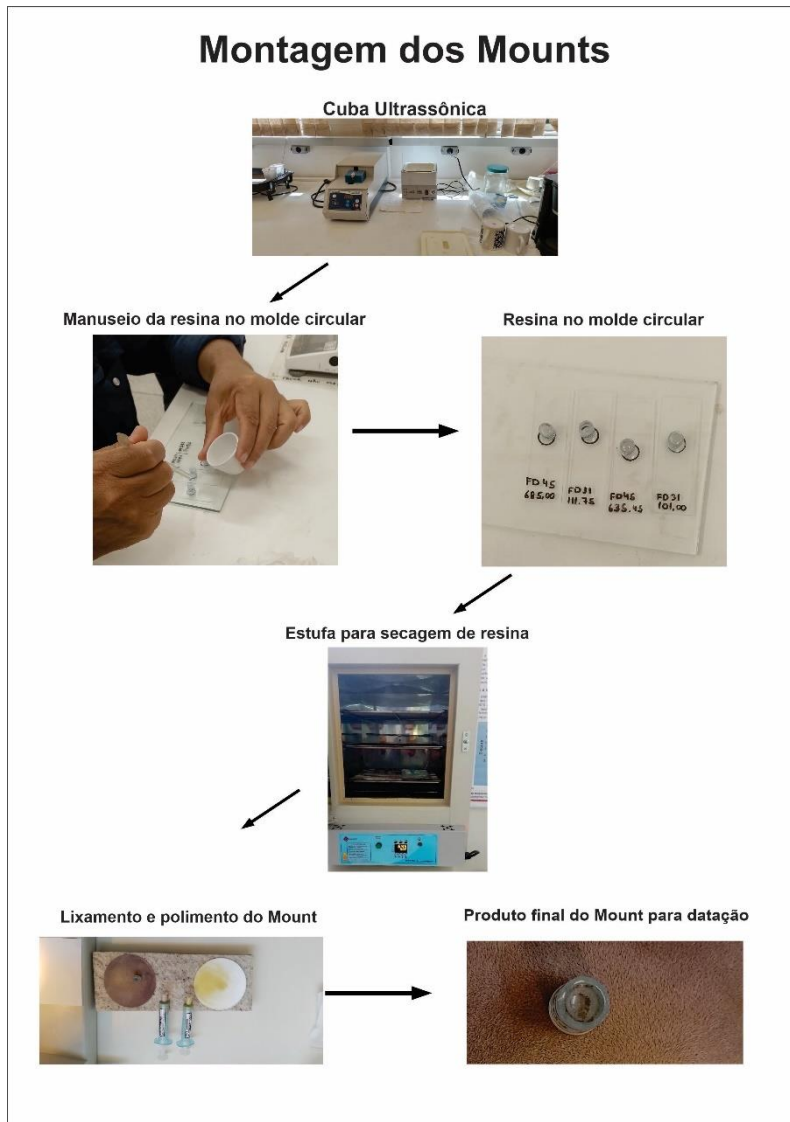 Montagem dos Mounts
Cuba Ultrassônica
Manuseio da resina no molde circular
Resina no molde circular
FD45
685,00
FD31
111.75
FD46
635.45
FD31
101,00
Estufa para secagem de resina
Lixamento e polimento do Mount
Produto final do Mount para datação